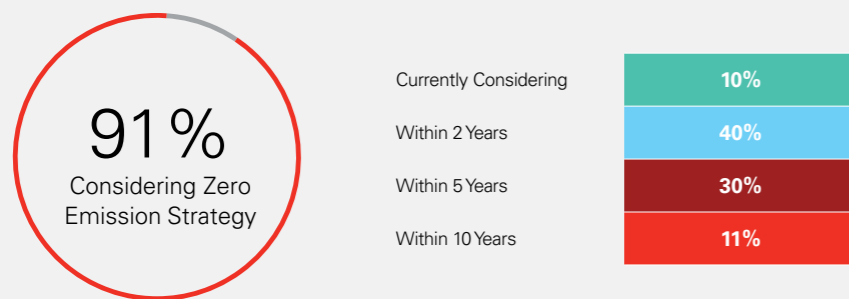 91%
Considering Zero
Emission Strategy
Currently Considering 10%
Within 2 Years 40%
Within 5 Years 30%
Within 10 Years 11%